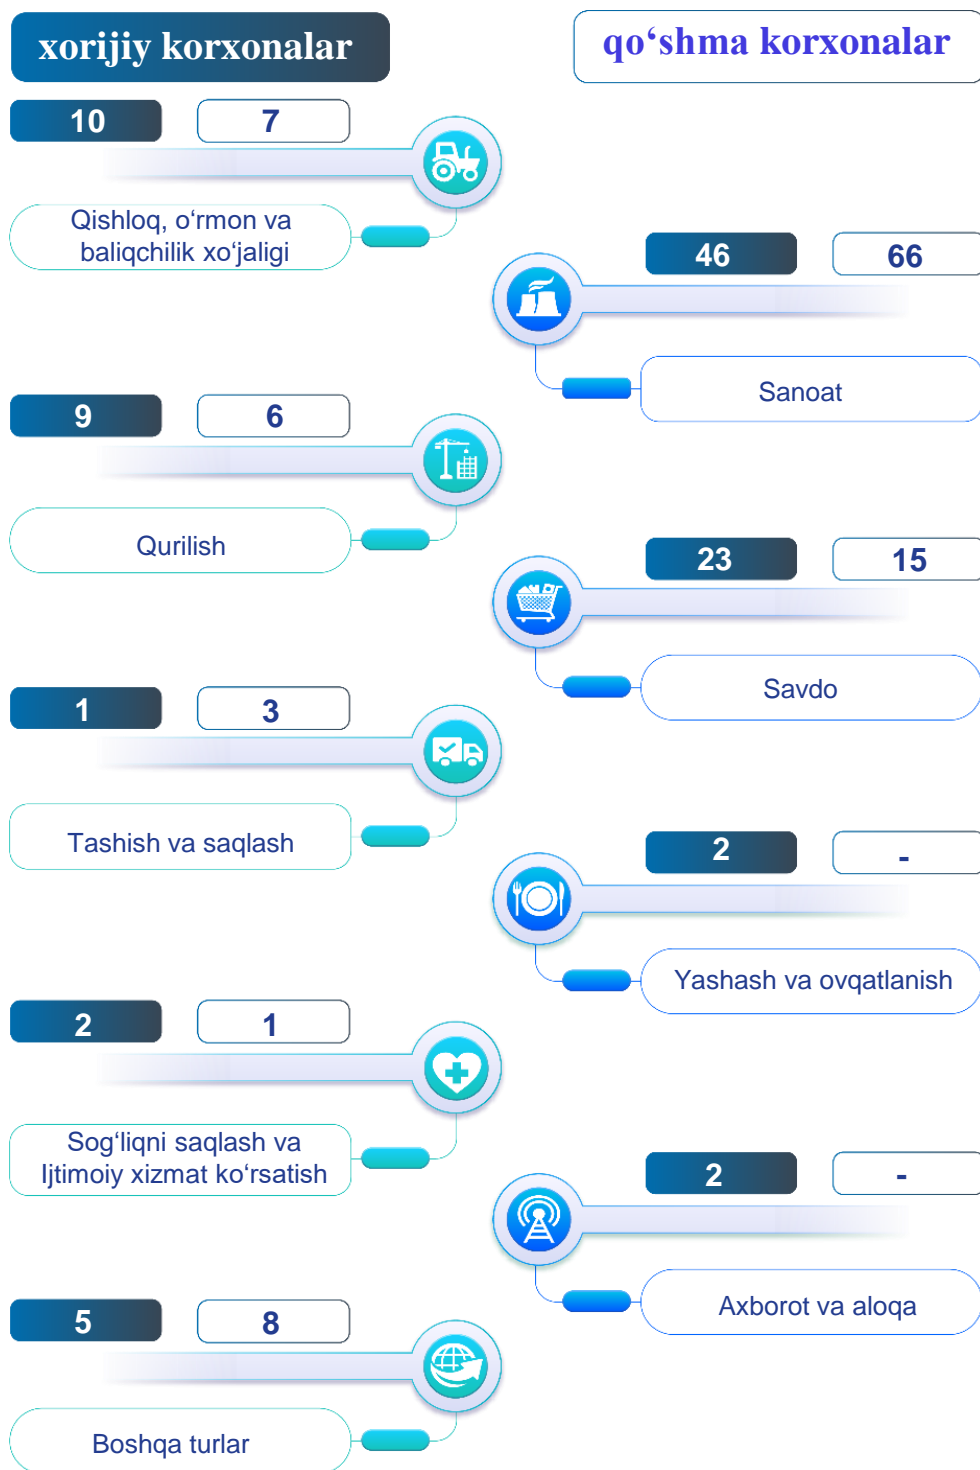 xorijiy korxonalar
qo‘shma korxonalar
10
7
Qishloq, o‘rmon va
baliqchilik xo‘jaligi
46
66
Sanoat
9
6
Qurilish
23
15
Savdo
1
3
Tashish va saqlash
2
-
Yashash va ovqatlanish
2
1
Sog‘liqni saqlash va
Ijtimoiy xizmat ko‘rsatish
2
-
Axborot va aloqa
5
8
Boshqa turlar